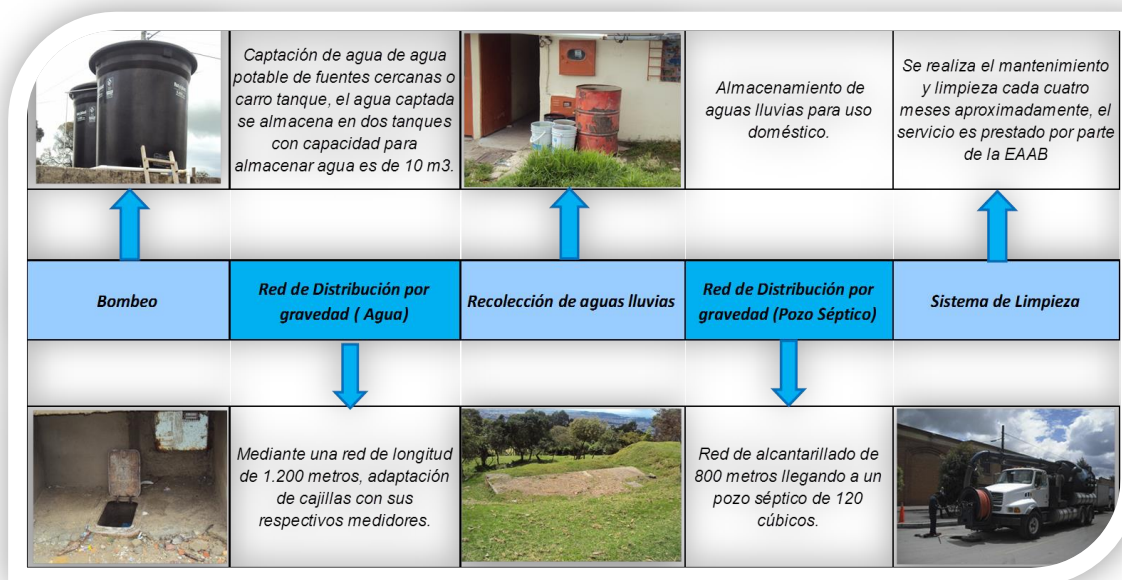 Captación de agua de agua
potable de fuentes cercanas o
carro tanque, el agua captada
se almacena en dos tanques
con capacidad para
almacenar agua es de 10 m3.
Almacenamiento de
aguas lluvias para uso
doméstico.
Se realiza el mantenimiento
y limpieza cada cuatro
meses aproximadamente, el
servicio es prestado por parte
de la EAAB
Bombeo
Red de Distribución por
gravedad ( Agua)
Recolección de aguas lluvias
Red de Distribución por
gravedad (Pozo Séptico)
Sistema de Limpieza
Mediante una red de longitud
de 1.200 metros, adaptación
de cajillas con sus
respectivos medidores.
Red de alcantarillado de
800 metros llegando a un
pozo séptico de 120
cúbicos.